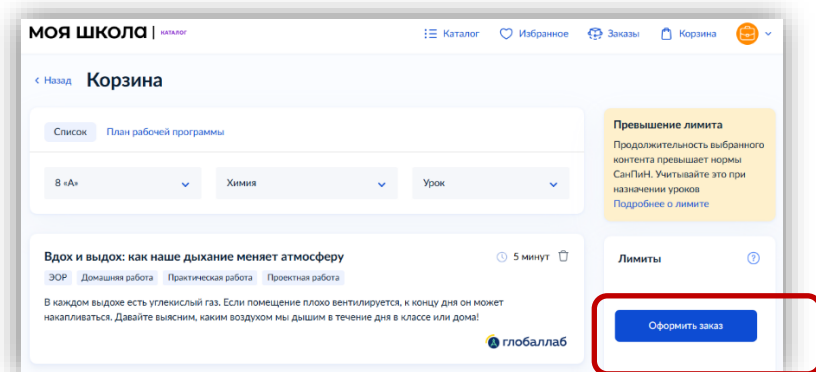 МОЯ ШКОЛА | КАТАЛОГ
Каталог
Избранное
Заказы
Корзина
< Назад Корзина
Список План рабочей программы
8 «А»
Химия
Урок
Вдох и выдох: как наше дыхание меняет атмосферу
5 минут
ЭОР Домашняя работа Практическая работа Проектная работа
В каждом выдохе есть углекислый газ. Если помещение плохо вентилируется, к концу дня он может
накапливаться. Давайте выясним, каким воздухом мы дышим в течение дня в классе или дома!
глобаллаб
Превышение лимита
Продолжительность выбранного
контента превышает нормы
СанПиН. Учитывайте это при
назначении уроков
Подробнее о лимите
Лимиты ?
Оформить заказ